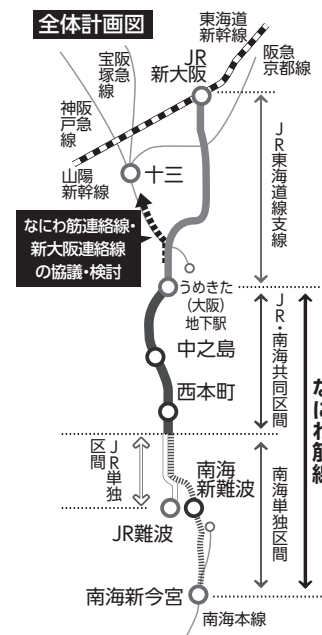 全体計画図
東海道
新幹線
阪急
宝塚線
JR
新大阪
阪急
京都線
阪急
神戸線
山陽
新幹線
十三
JR東海道線支線
なにわ筋連絡線・
新大阪連絡線
の協議・検討
うめきた
(大阪)
地下駅
中之島
西本町
JR・南海共同区間
なにわ筋線
JR単独
区間
南海
新難波
南海単独区間
JR難波
南海新今宮
南海本線